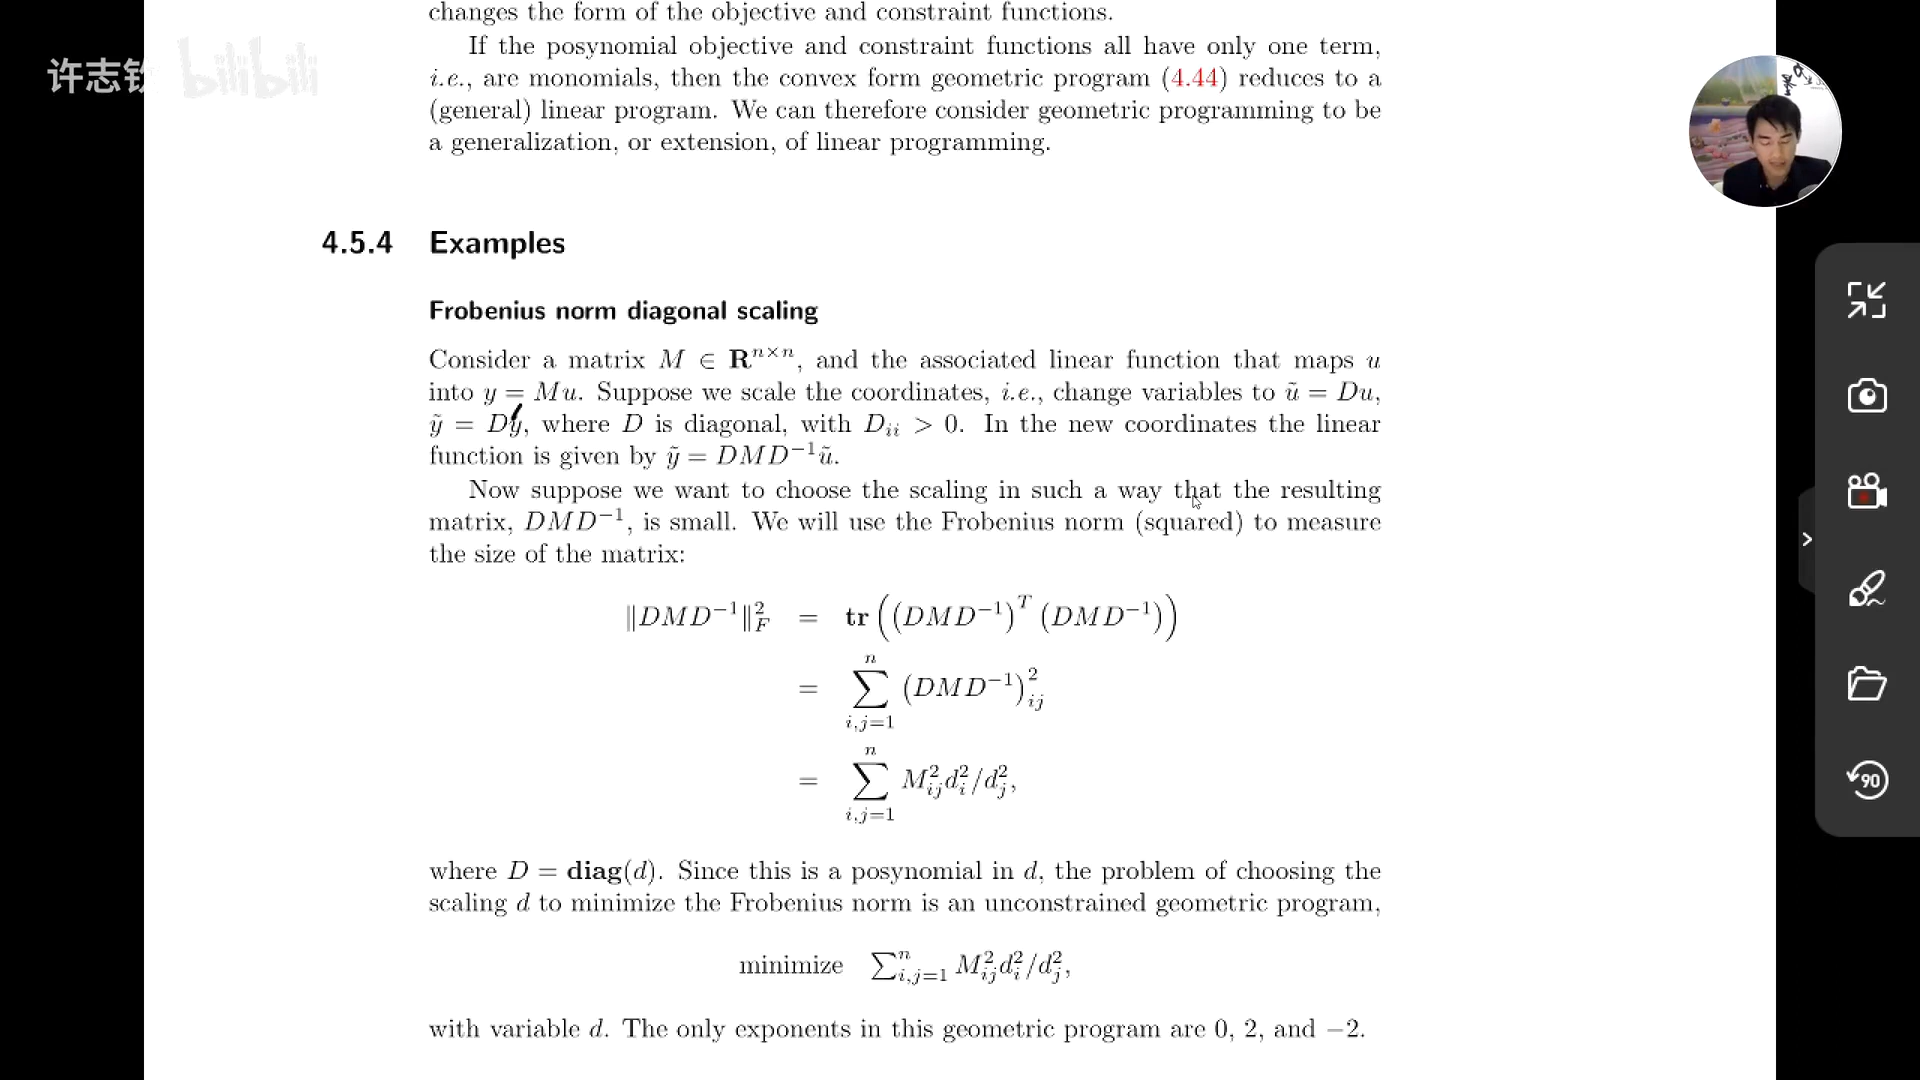 许志钦 bilibili
changes the form of the objective and constraint functions.
If the posynomial objective and constraint functions all have only one term,
i.e., are monomials, then the convex form geometric program (4.44) reduces to a
(general) linear program. We can therefore consider geometric programming to be
a generalization, or extension, of linear programming.
4.5.4 Examples
Frobenius norm diagonal scaling
Consider a matrix M ∈ R^{n×n}, and the associated linear function that maps u
into y = Mu. Suppose we scale the coordinates, i.e., change variables to ũ = Du,
ỹ = Dy, where D is diagonal, with D_{ii} > 0. In the new coordinates the linear
function is given by ỹ = DMD^{−1}ũ.
Now suppose we want to choose the scaling in such a way that the resulting
matrix, DMD^{−1}, is small. We will use the Frobenius norm (squared) to measure
the size of the matrix:
‖DMD^{−1}‖_F^2 = tr((DMD^{−1})^T (DMD^{−1}))
= ∑_{i,j=1}^{n} (DMD^{−1})_{ij}^2
= ∑_{i,j=1}^{n} M_{ij}^2 d_i^2/d_j^2,
where D = diag(d). Since this is a posynomial in d, the problem of choosing the
scaling d to minimize the Frobenius norm is an unconstrained geometric program,
minimize ∑_{i,j=1}^{n} M_{ij}^2 d_i^2/d_j^2,
with variable d. The only exponents in this geometric program are 0, 2, and −2.
90